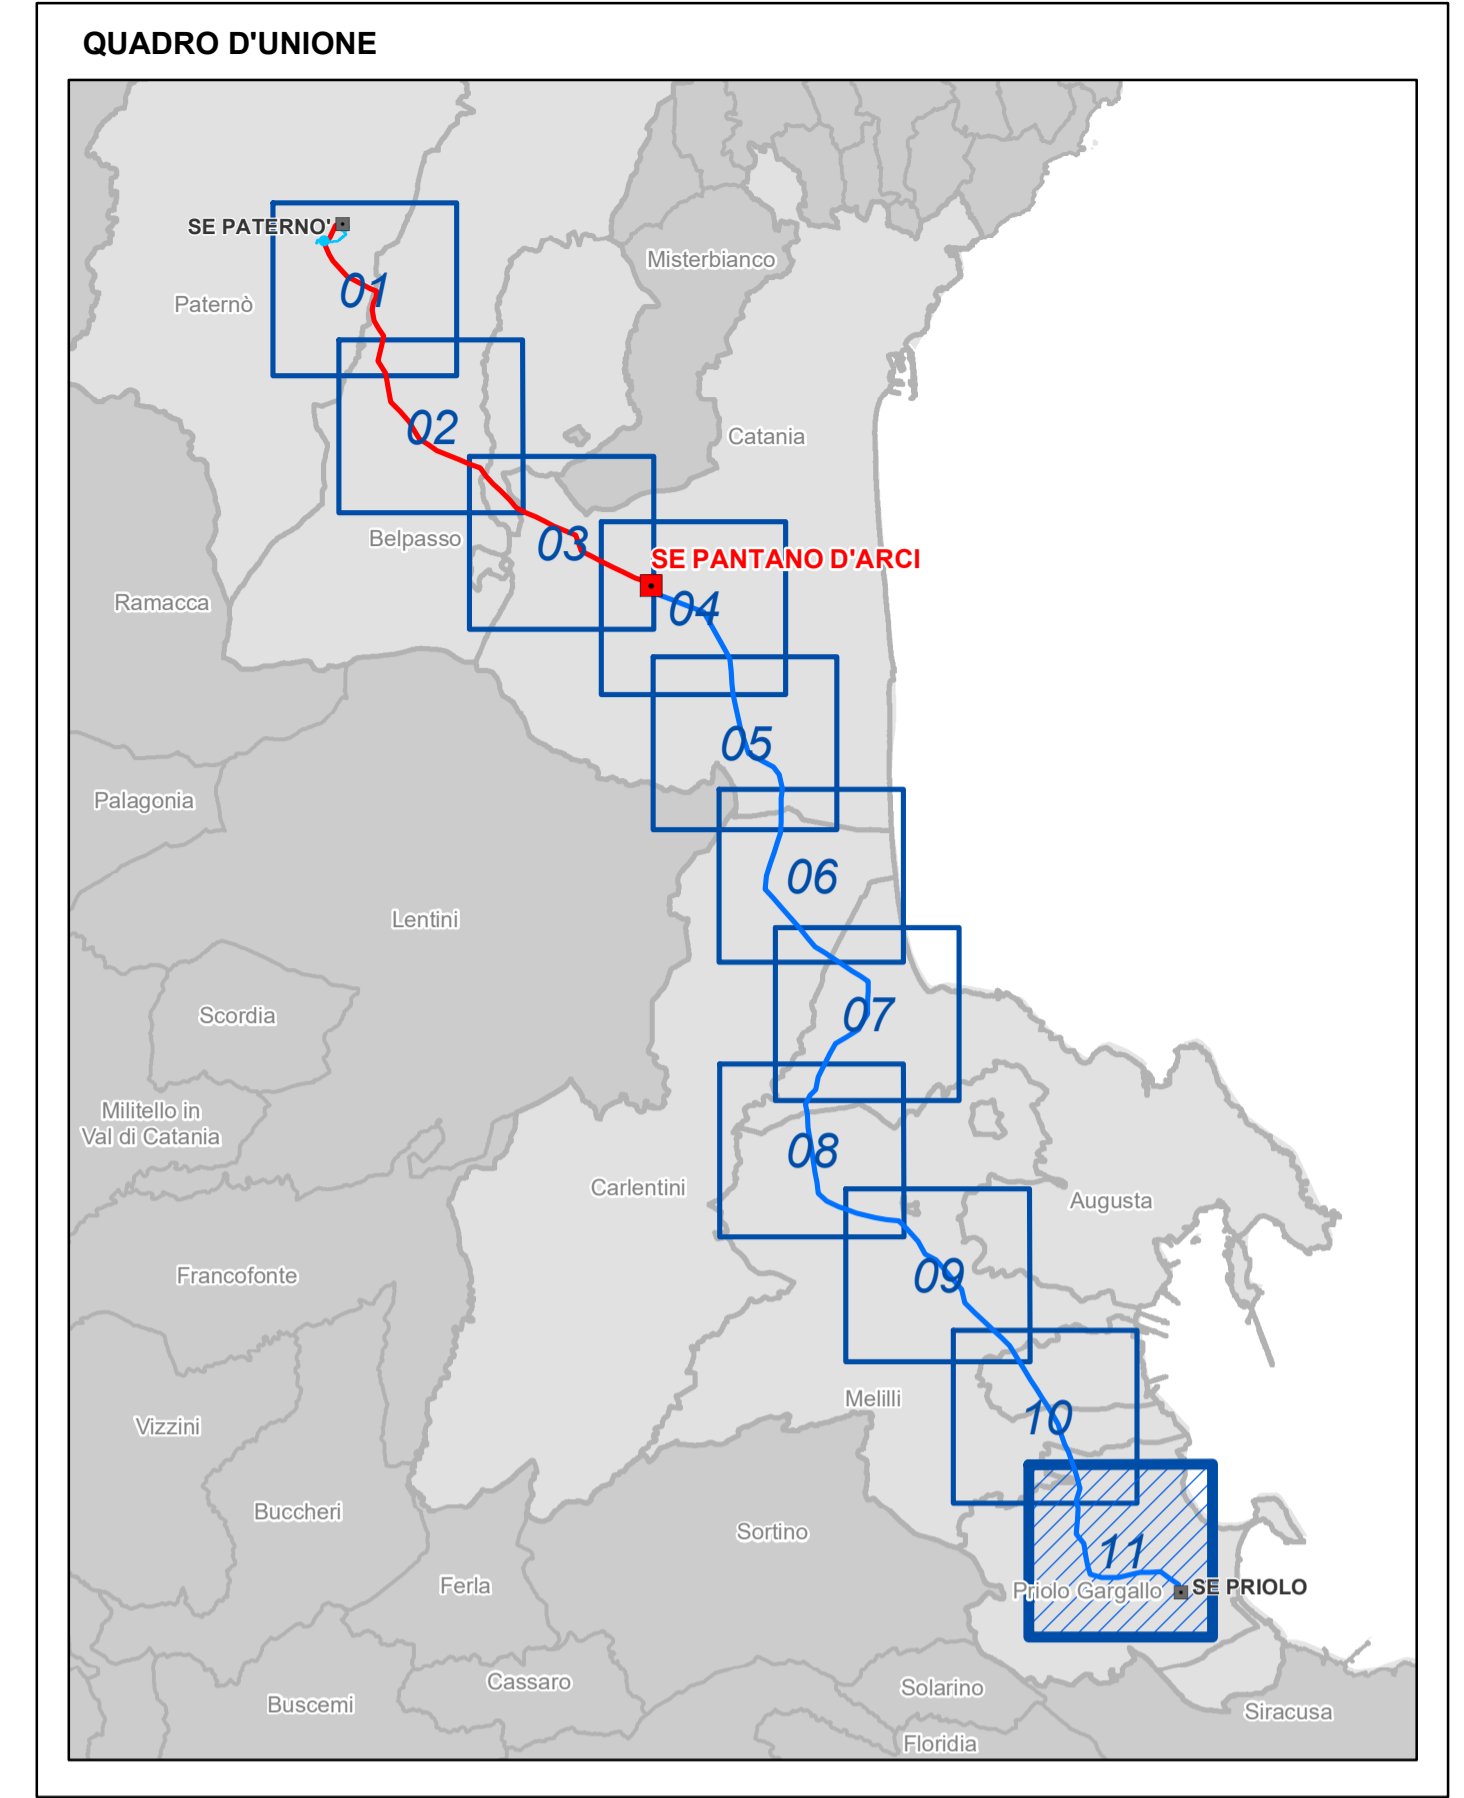 QUADRO D'UNIONE
SE PATERNO'
Misterbianco
01
Paternò
02
Catania
Belpasso
03
SE PANTANO D'ARCI
Ramacca
04
05
Palagonia
06
Lentini
Scordia
07
Militello in
Val di Catania
08
Carlentini
Augusta
Francofonte
09
Melilli
10
Vizzini
Buccheri
Sortino
11
Ferla
Priolo Gargallo
SE PRIOLO
Cassaro
Solarino
Buscemi
Siracusa
Floridia